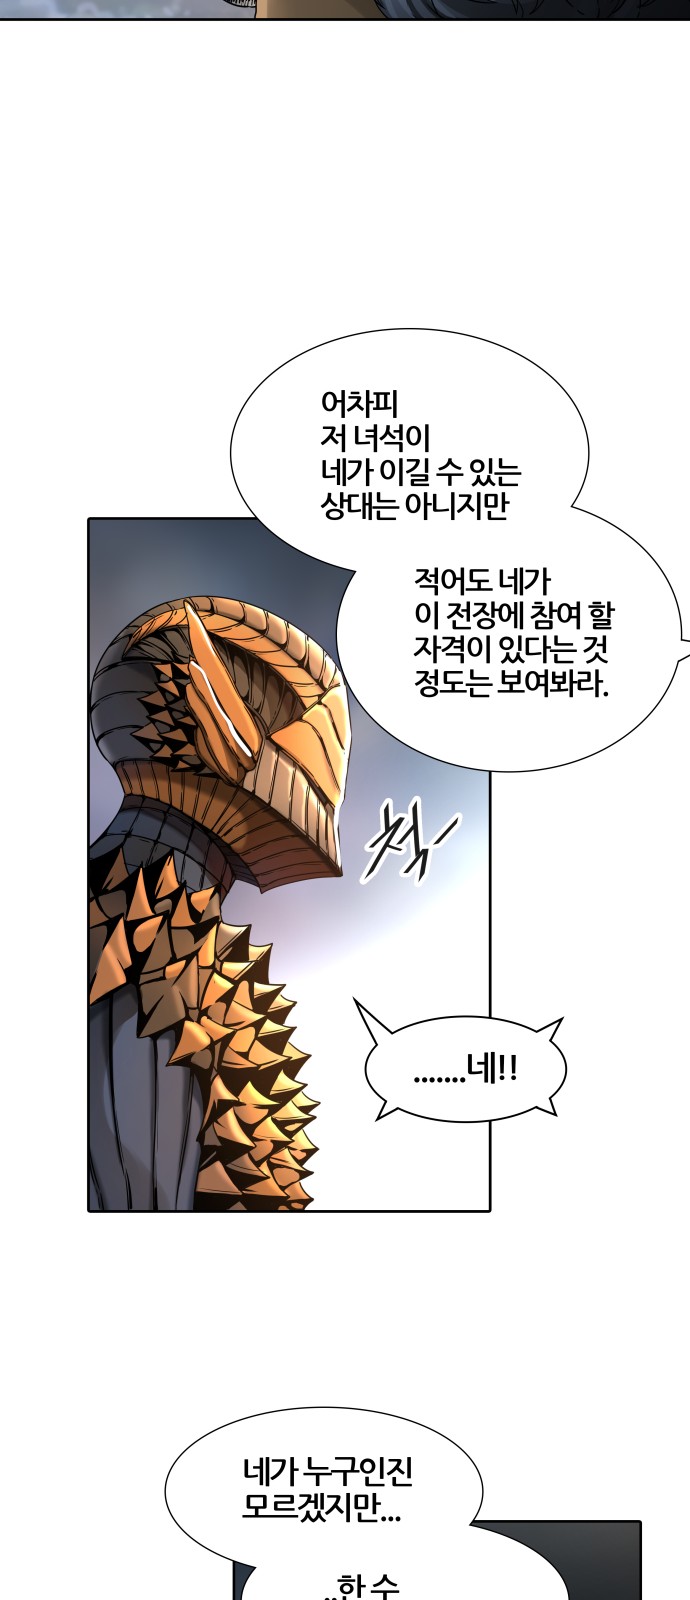 어차피
저 녀석이
네가 이길 수 있는
상대는 아니지만
적어도 네가
이 전장에 참여 할
자격이 있다는 것
정도는 보여봐라.
척
.......네!!
네가 누구인진
모르겠지만...
..한 수